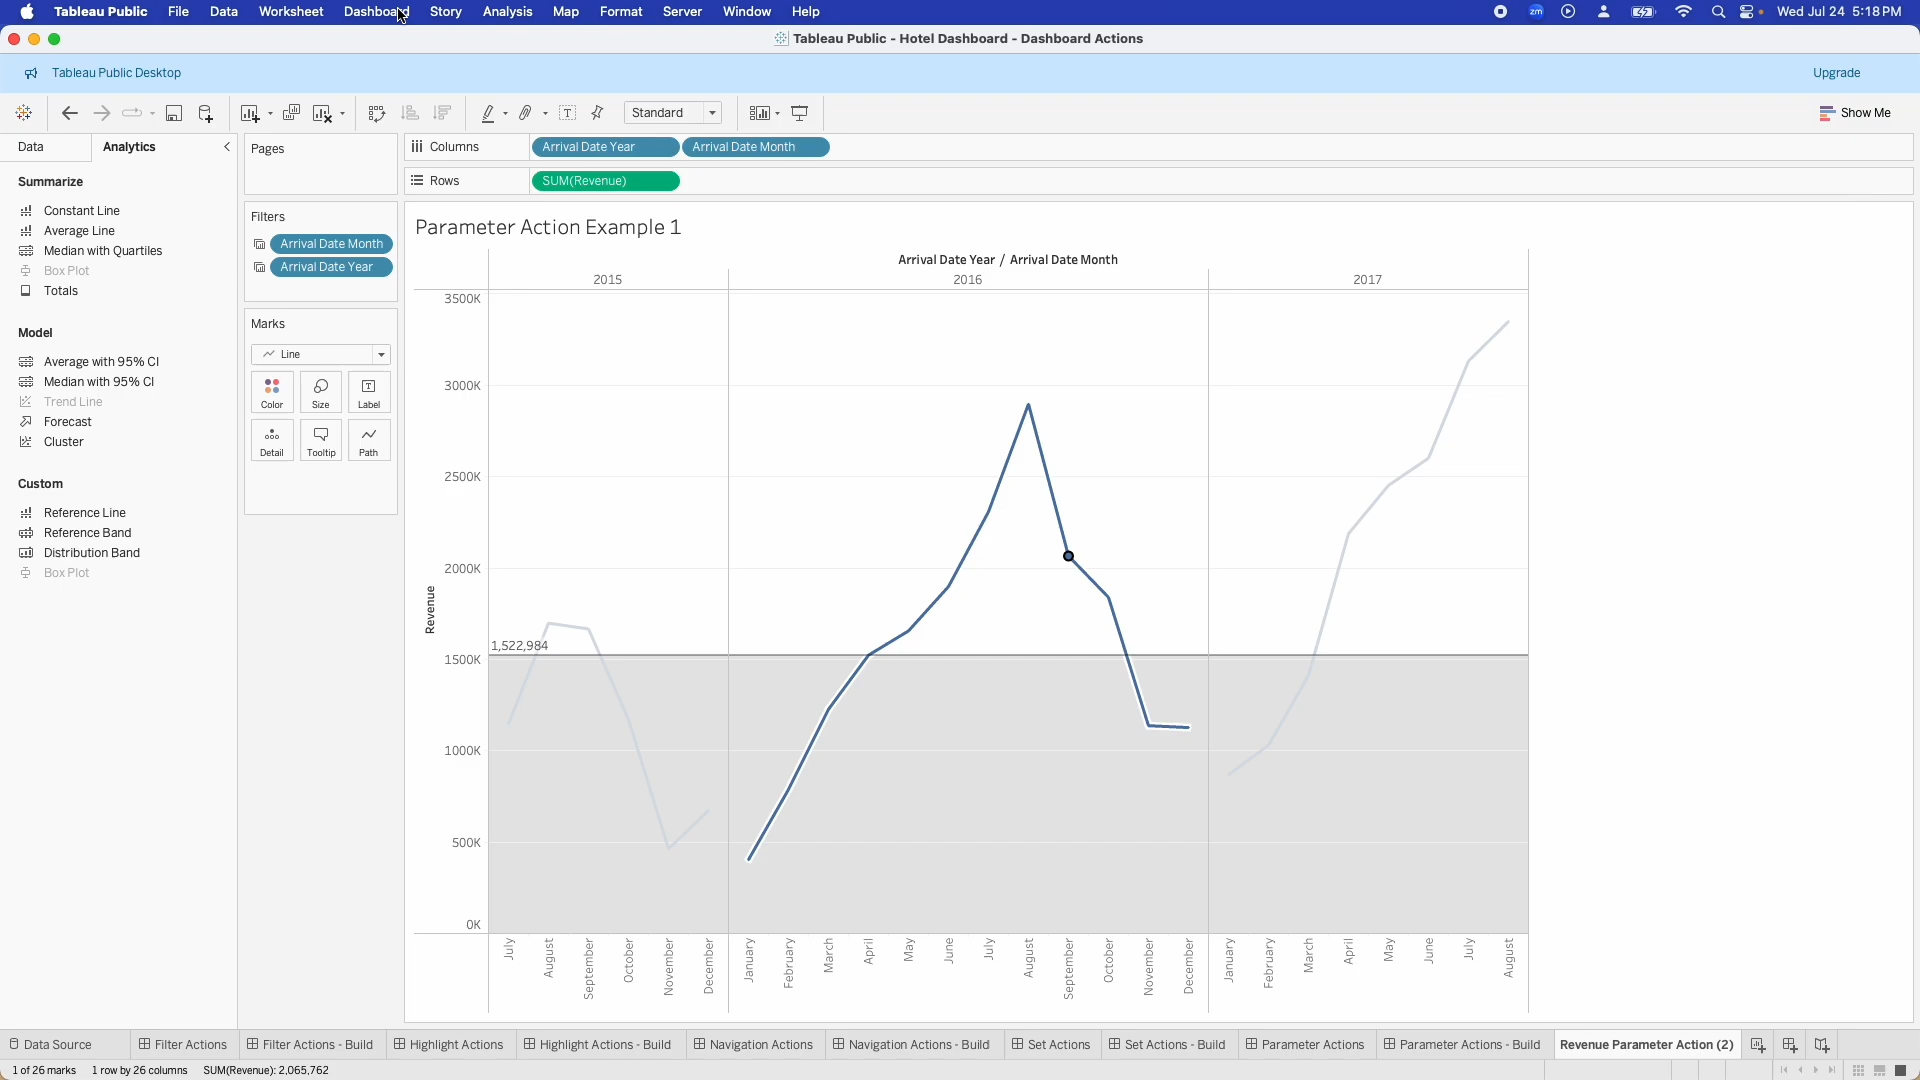 Tableau Public File Data Worksheet Dashboard Story Analysis Map Format Server Window Help zm Wed Jul 24 5:18 PM
Tableau Public - Hotel Dashboard - Dashboard Actions
Tableau Public Desktop Upgrade
Standard Show Me
Data Analytics
Summarize
Constant Line
Average Line
Median with Quartiles
Box Plot
Totals
Model
Average with 95% CI
Median with 95% CI
Trend Line
Forecast
Cluster
Custom
Reference Line
Reference Band
Distribution Band
Box Plot
Pages
Filters
Arrival Date Month
Arrival Date Year
Marks
Line
Color Size Label
Detail Tooltip Path
Columns Arrival Date Year Arrival Date Month
Rows SUM(Revenue)
Parameter Action Example 1
Arrival Date Year / Arrival Date Month
2015 2016 2017
3500K
3000K
2500K
2000K
1500K
1000K
500K
0K
Revenue
1,522,984
July August September October November December January February March April May June July August September October November December January February March April May June July August
Data Source Filter Actions Filter Actions - Build Highlight Actions Highlight Actions - Build Navigation Actions Navigation Actions - Build Set Actions Set Actions - Build Parameter Actions Parameter Actions - Build Revenue Parameter Action (2)
1 of 26 marks 1 row by 26 columns SUM(Revenue): 2,065,762